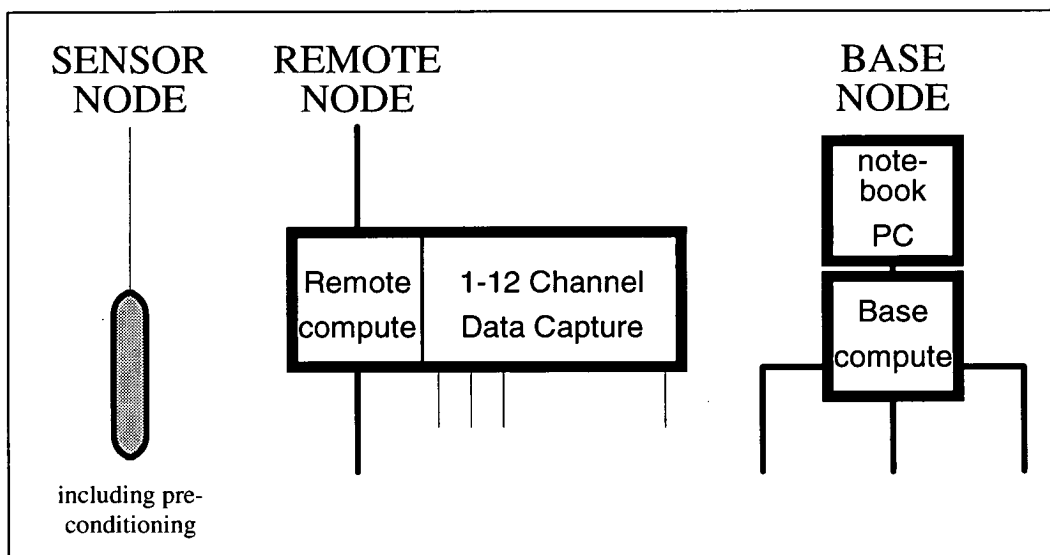 SENSOR
NODE
REMOTE
NODE
BASE
NODE
note-
book
PC
Remote
compute
1-12 Channel
Data Capture
Base
compute
including pre-
conditioning